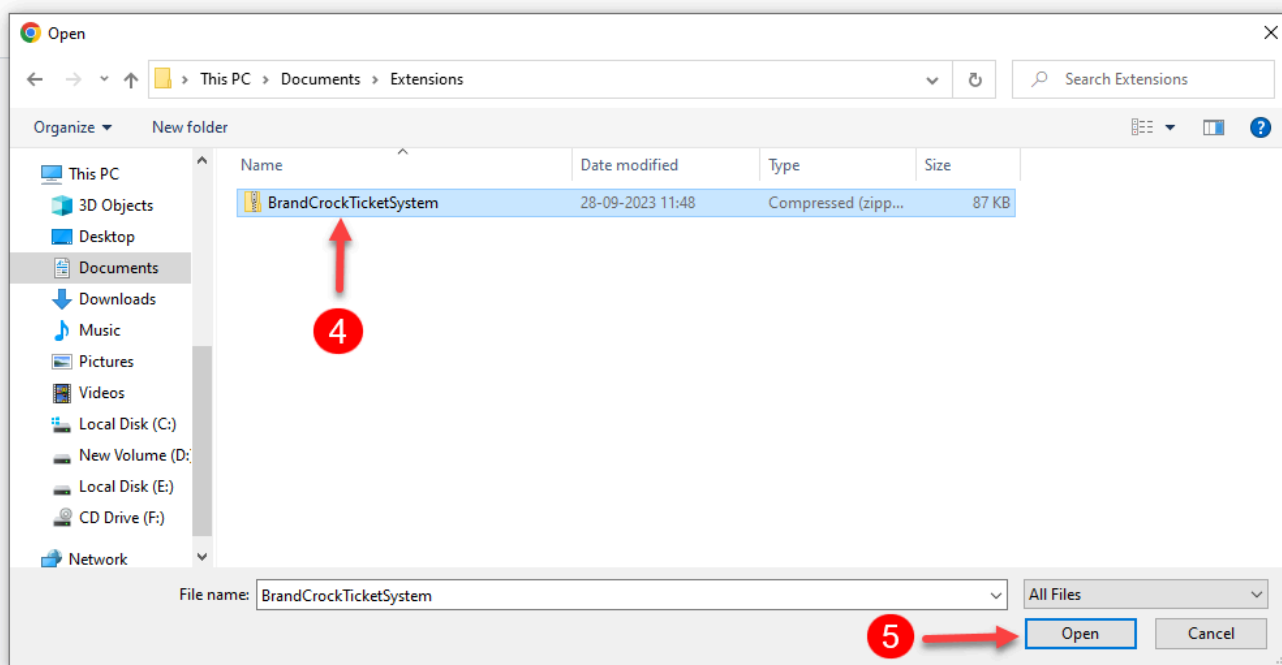 Open
This PC > Documents > Extensions
Search Extensions
Organize
New folder
?
Name
Date modified
Type
Size
This PC
3D Objects
Desktop
Documents
Downloads
Music
Pictures
Videos
Local Disk (C:)
New Volume (D:
Local Disk (E:)
CD Drive (F:)
Network
BrandCrockTicketSystem 28-09-2023 11:48 Compressed (zipp... 87 KB
4
File name: BrandCrockTicketSystem
All Files
5
Open
Cancel